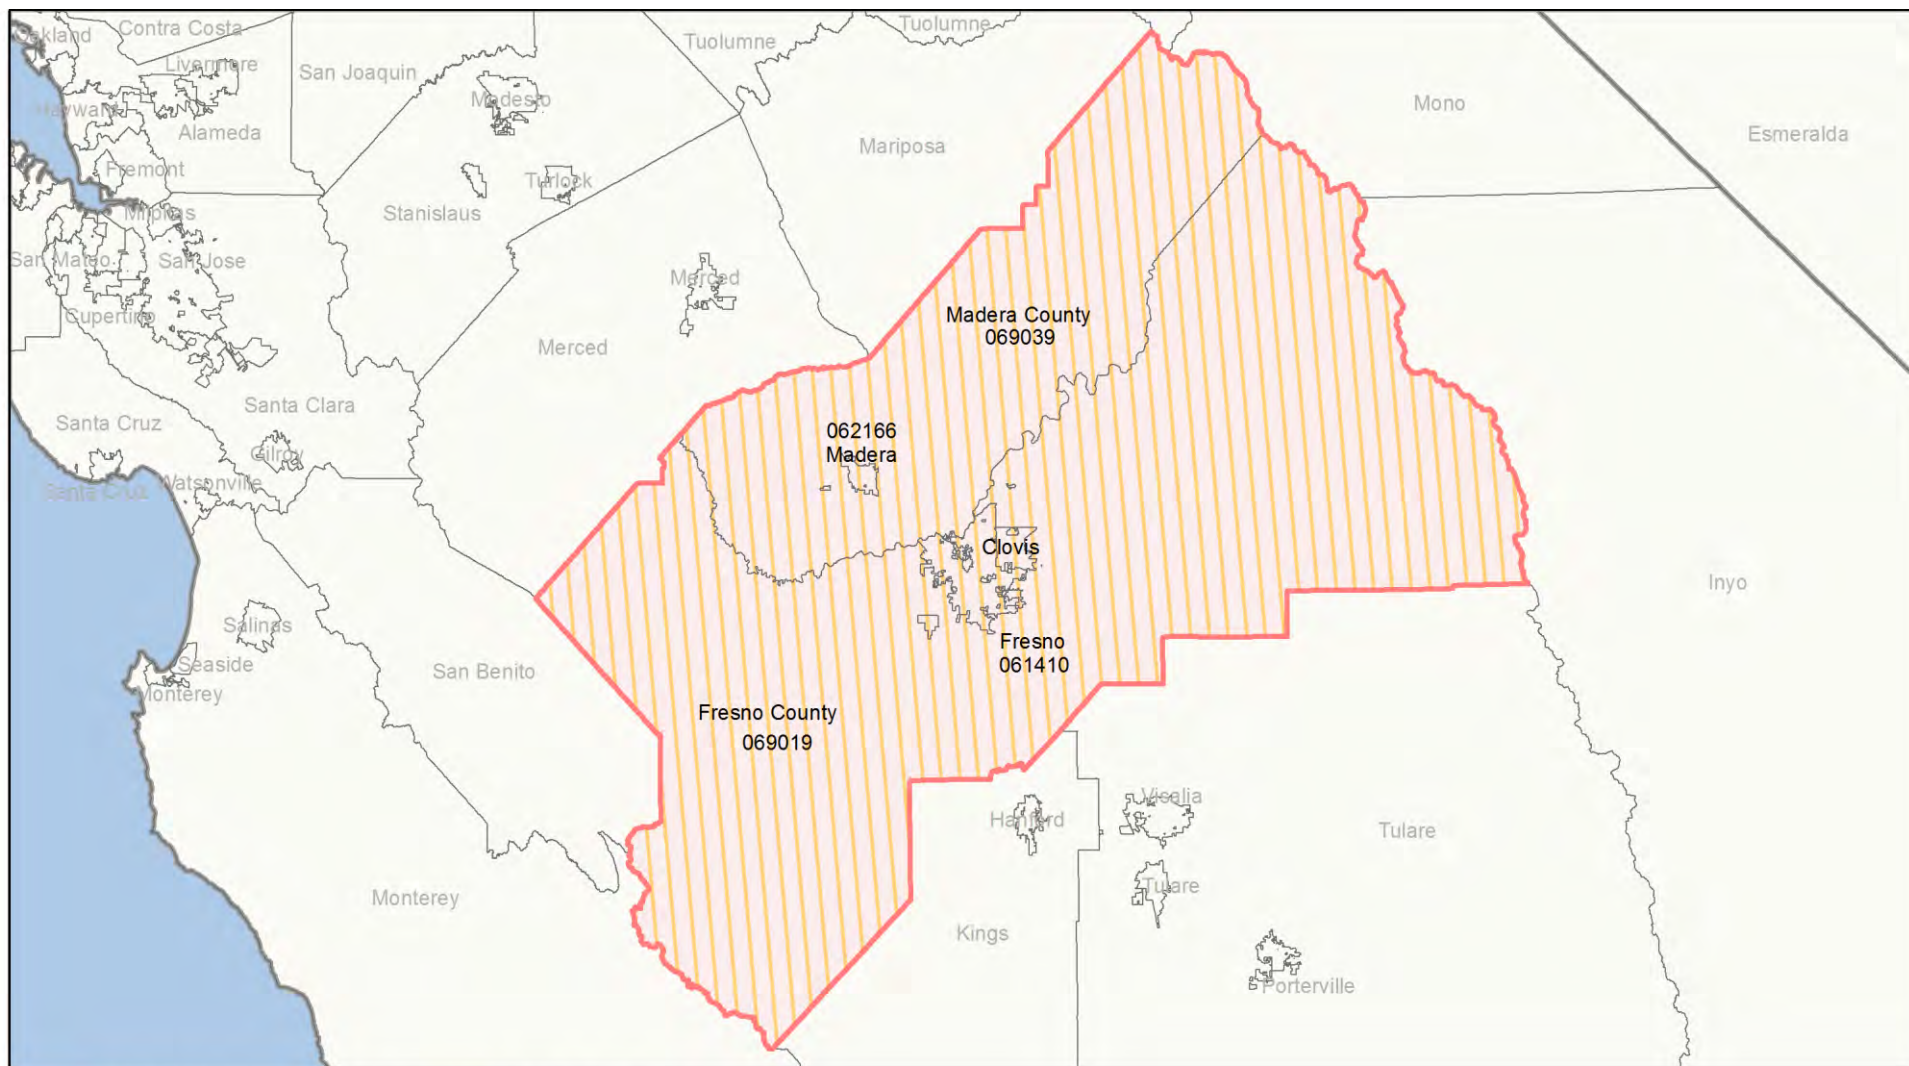 Tuolumne
Contra Costa
Oakland
Tuolumne
Livermore
San Joaquin
Modesto
Mono
Hayward
Alameda
Esmeralda
Mariposa
Fremont
Turlock
Milpitas
Stanislaus
San Mateo
San Jose
Merced
Cupertino
Madera County
069039
Merced
Santa Clara
Santa Cruz
062166
Madera
Gilroy
Watsonville
Santa Cruz
Clovis
Inyo
Salinas
Fresno
061410
Seaside
San Benito
Monterey
Fresno County
069019
Visalia
Hanford
Tulare
Tulare
Monterey
Kings
Porterville